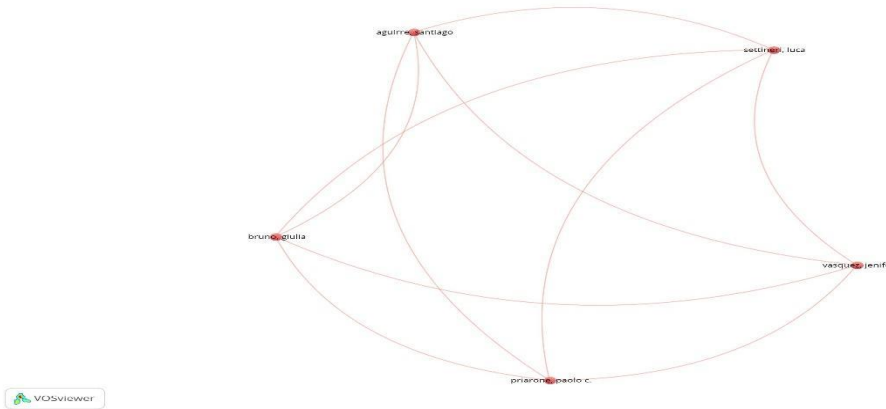 aguirre, santiago
settineri, luca
bruno, giulia
vasquez, jenif
priarone, paolo c.
VOSviewer